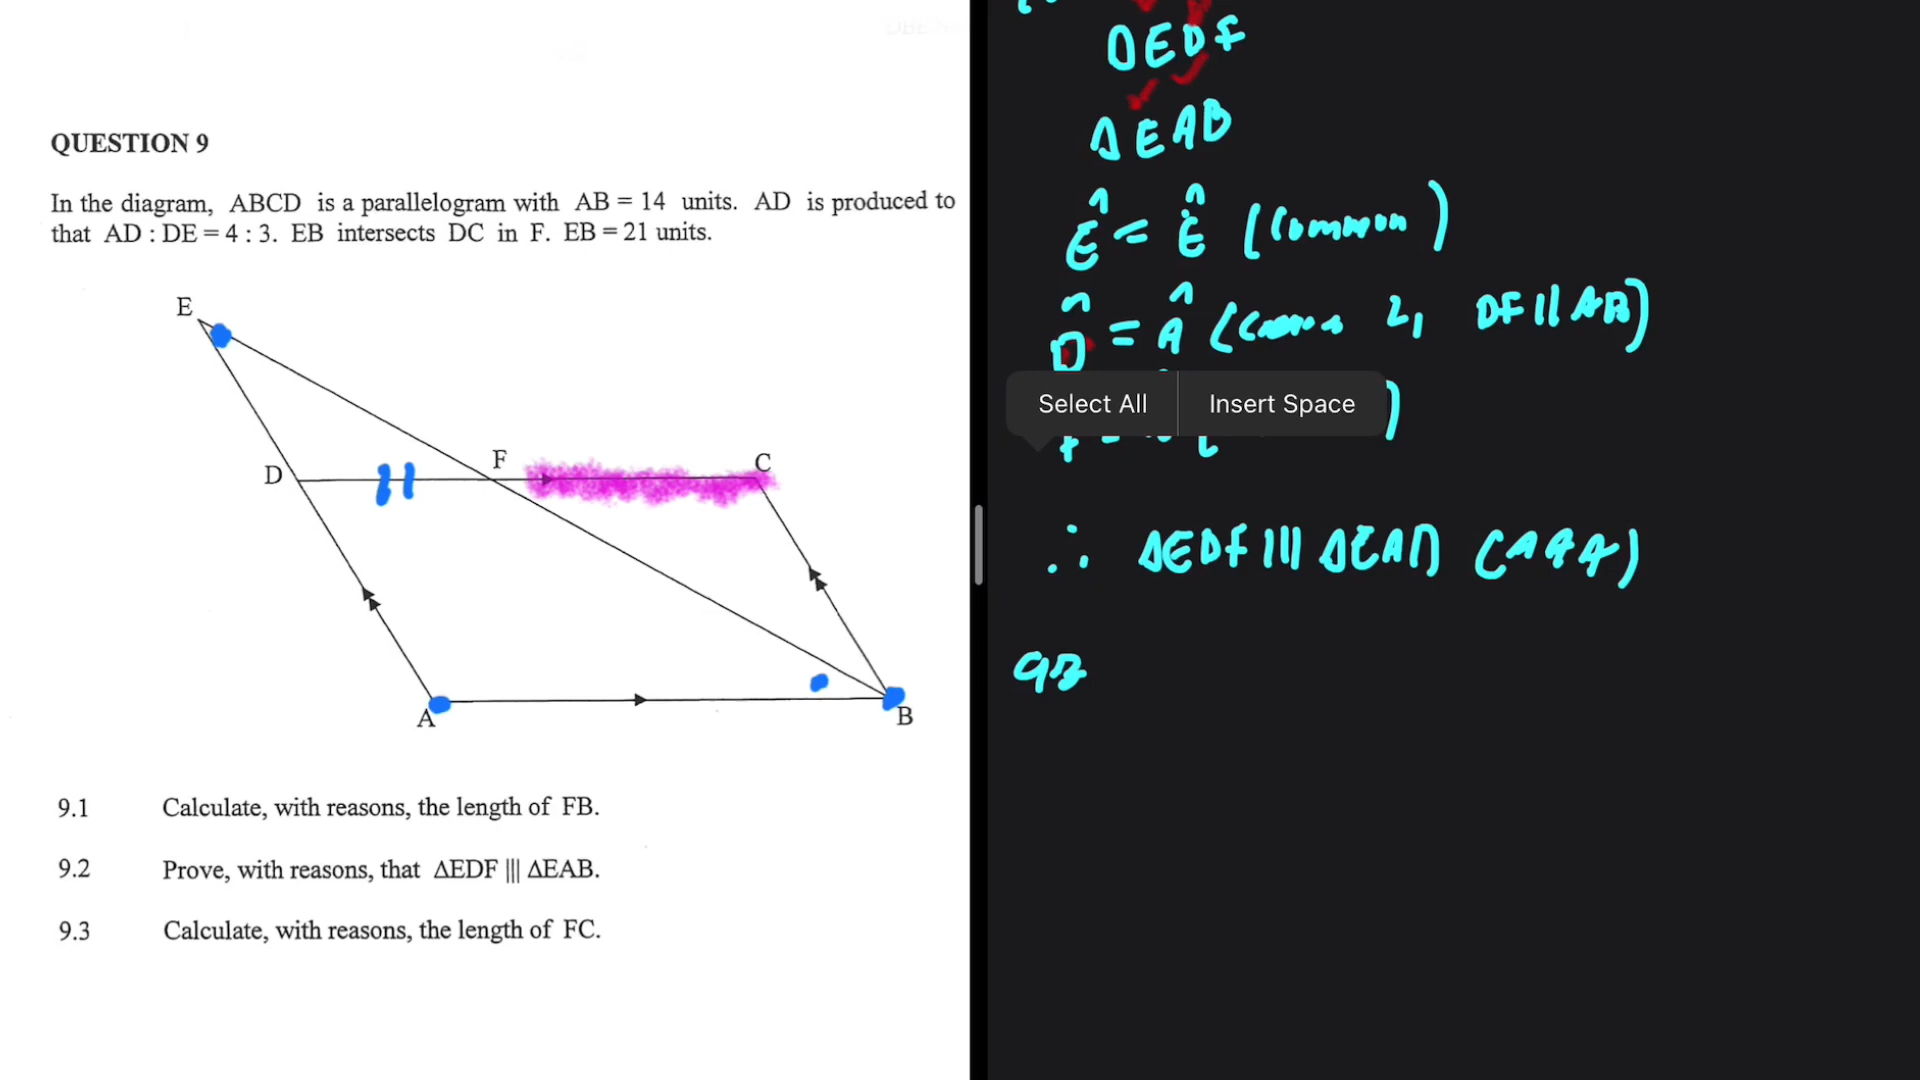 QUESTION 9
In the diagram, ABCD is a parallelogram with AB = 14 units. AD is produced to
that AD : DE = 4 : 3. EB intersects DC in F. EB = 21 units.
E
D
F
C
A
B
9.1 Calculate, with reasons, the length of FB.
9.2 Prove, with reasons, that ΔEDF ||| ΔEAB.
9.3 Calculate, with reasons, the length of FC.
ΔEDF
ΔEAB
Ê = Ê (Common)
D̂ = Â ( DF || AB)
Select All Insert Space
∴ ΔEDF ||| ΔEAB (AAA)
93